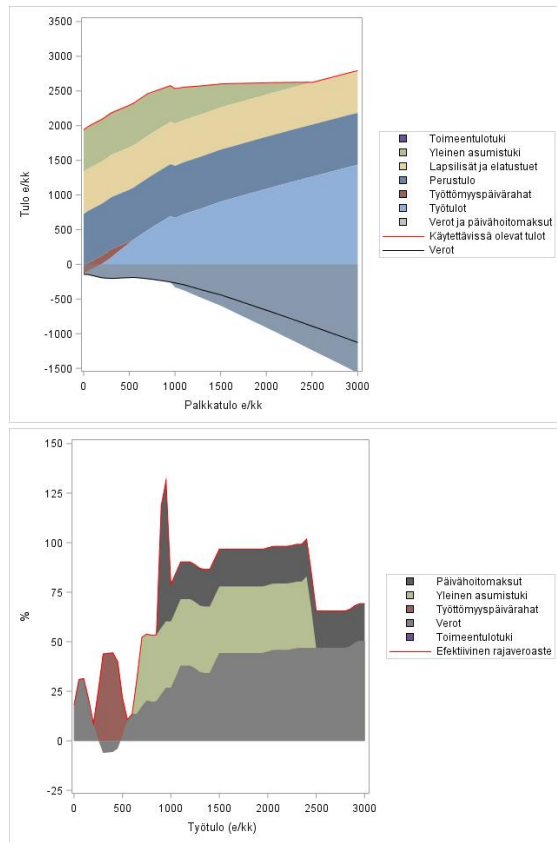 3500
3000
2500
2000
1500
1000
500
0
-500
-1000
-1500
Tulo e/kk
0 500 1000 1500 2000 2500 3000
Palkkatulo e/kk
Toimeentulotuki
Yleinen asumistuki
Lapsilisät ja elatustuet
Perustulo
Työttömyyspäivärahat
Työtulot
Verot ja päivähoitomaksut
Käytettävissä olevat tulot
Verot
150
125
100
75
50
25
0
-25
%
0 500 1000 1500 2000 2500 3000
Työtulo (e/kk)
Päivähoitomaksut
Yleinen asumistuki
Työttömyyspäivärahat
Verot
Toimeentulotuki
Efektiivinen rajaveroaste